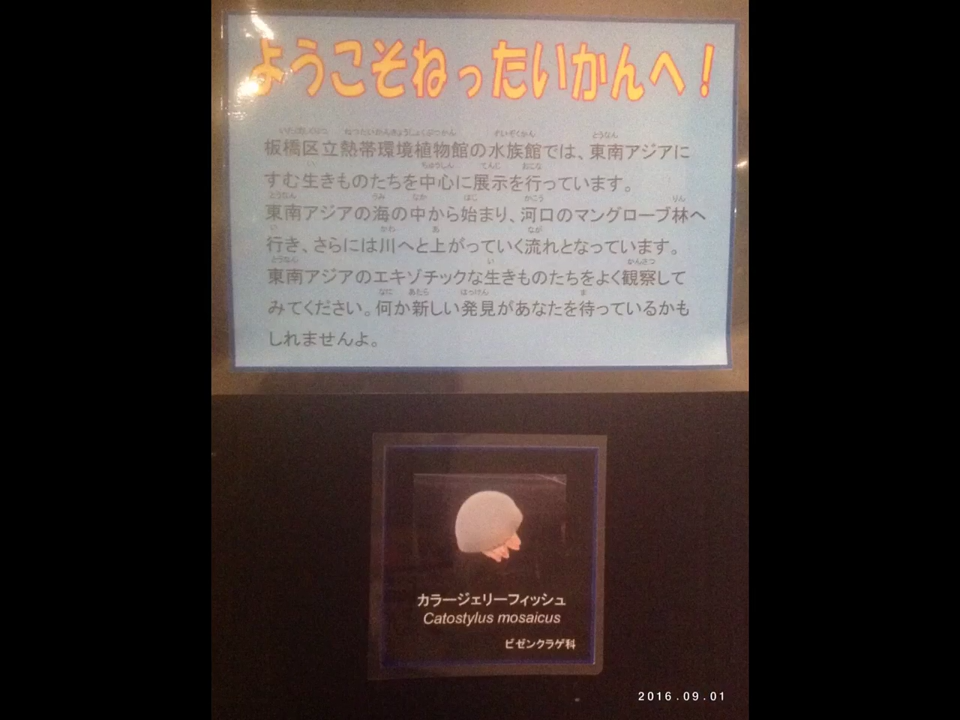 ようこそねったいかんへ！
板橋区立熱帯環境植物館の水族館では、東南アジアに
すむ生きものたちを中心に展示を行っています。
東南アジアの海の中から始まり、河口のマングローブ林へ
行き、さらには川へと上がっていく流れとなっています。
東南アジアのエキゾチックな生きものたちをよく観察して
みてください。何か新しい発見があなたを待っているかも
しれませんよ。
カラージェリーフィッシュ
Catostylus mosaicus
ビゼンクラゲ科
2016.09.01